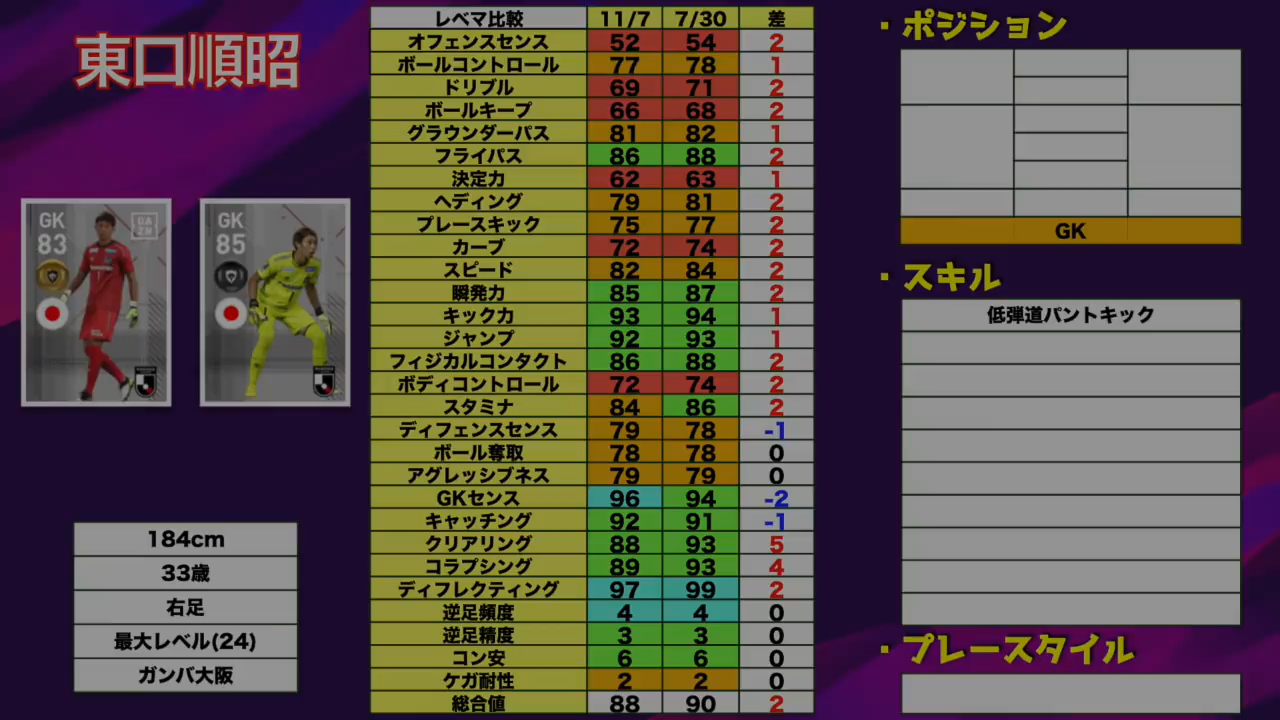 東口順昭
GK
83
DAZN
GK
85
184cm
33歳
右足
最大レベル(24)
ガンバ大阪
レベマ比較 11/7 7/30 差
オフェンスセンス 52 54 2
ボールコントロール 77 78 1
ドリブル 69 71 2
ボールキープ 66 68 2
グラウンダーパス 81 82 1
フライパス 86 88 2
決定力 62 63 1
ヘディング 79 81 2
プレースキック 75 77 2
カーブ 72 74 2
スピード 82 84 2
瞬発力 85 87 2
キック力 93 94 1
ジャンプ 92 93 1
フィジカルコンタクト 86 88 2
ボディコントロール 72 74 2
スタミナ 84 86 2
ディフェンスセンス 79 78 -1
ボール奪取 78 78 0
アグレッシブネス 79 79 0
GKセンス 96 94 -2
キャッチング 92 91 -1
クリアリング 88 93 5
コラプシング 89 93 4
ディフレクティング 97 99 2
逆足頻度 4 4 0
逆足精度 3 3 0
コン安 6 6 0
ケガ耐性 2 2 0
総合値 88 90 2
・ポジション
GK
・スキル
低弾道パントキック
・プレースタイル